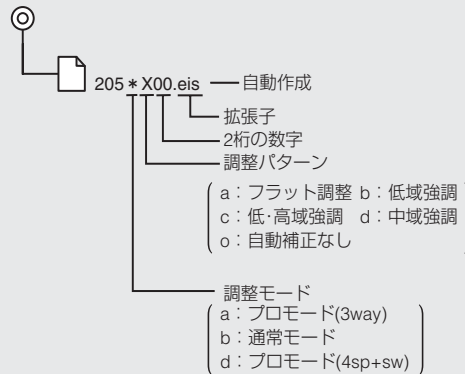 205＊X00.eis 自動作成
拡張子
2桁の数字
調整パターン
a：フラット調整 b：低域強調
c：低・高域強調 d：中域強調
o：自動補正なし
調整モード
a：プロモード(3way)
b：通常モード
d：プロモード(4sp+sw)